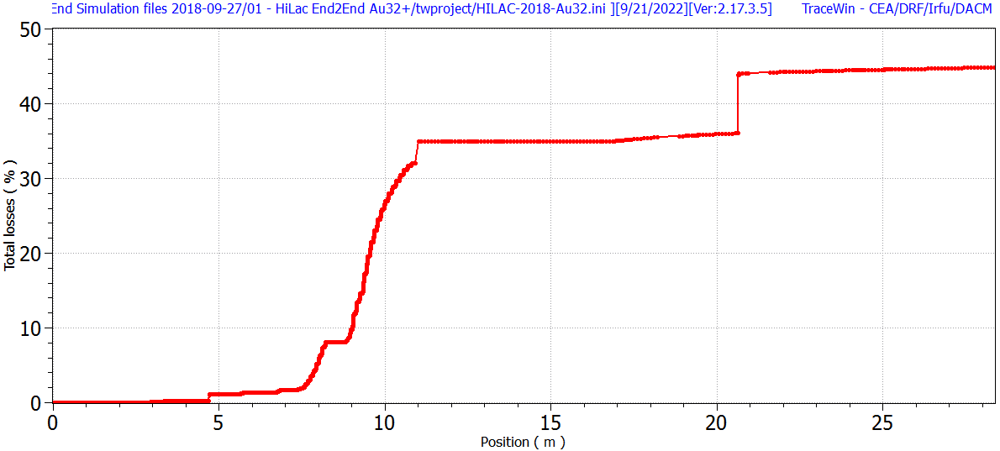 End Simulation files 2018-09-27/01 - HiLac End2End Au32+/twproject/HILAC-2018-Au32.ini ][9/21/2022][Ver:2.17.3.5] TraceWin - CEA/DRF/Irfu/DACM
50
40
30
20
10
0
Total losses ( % )
0 5 10 15 20 25
Position ( m )